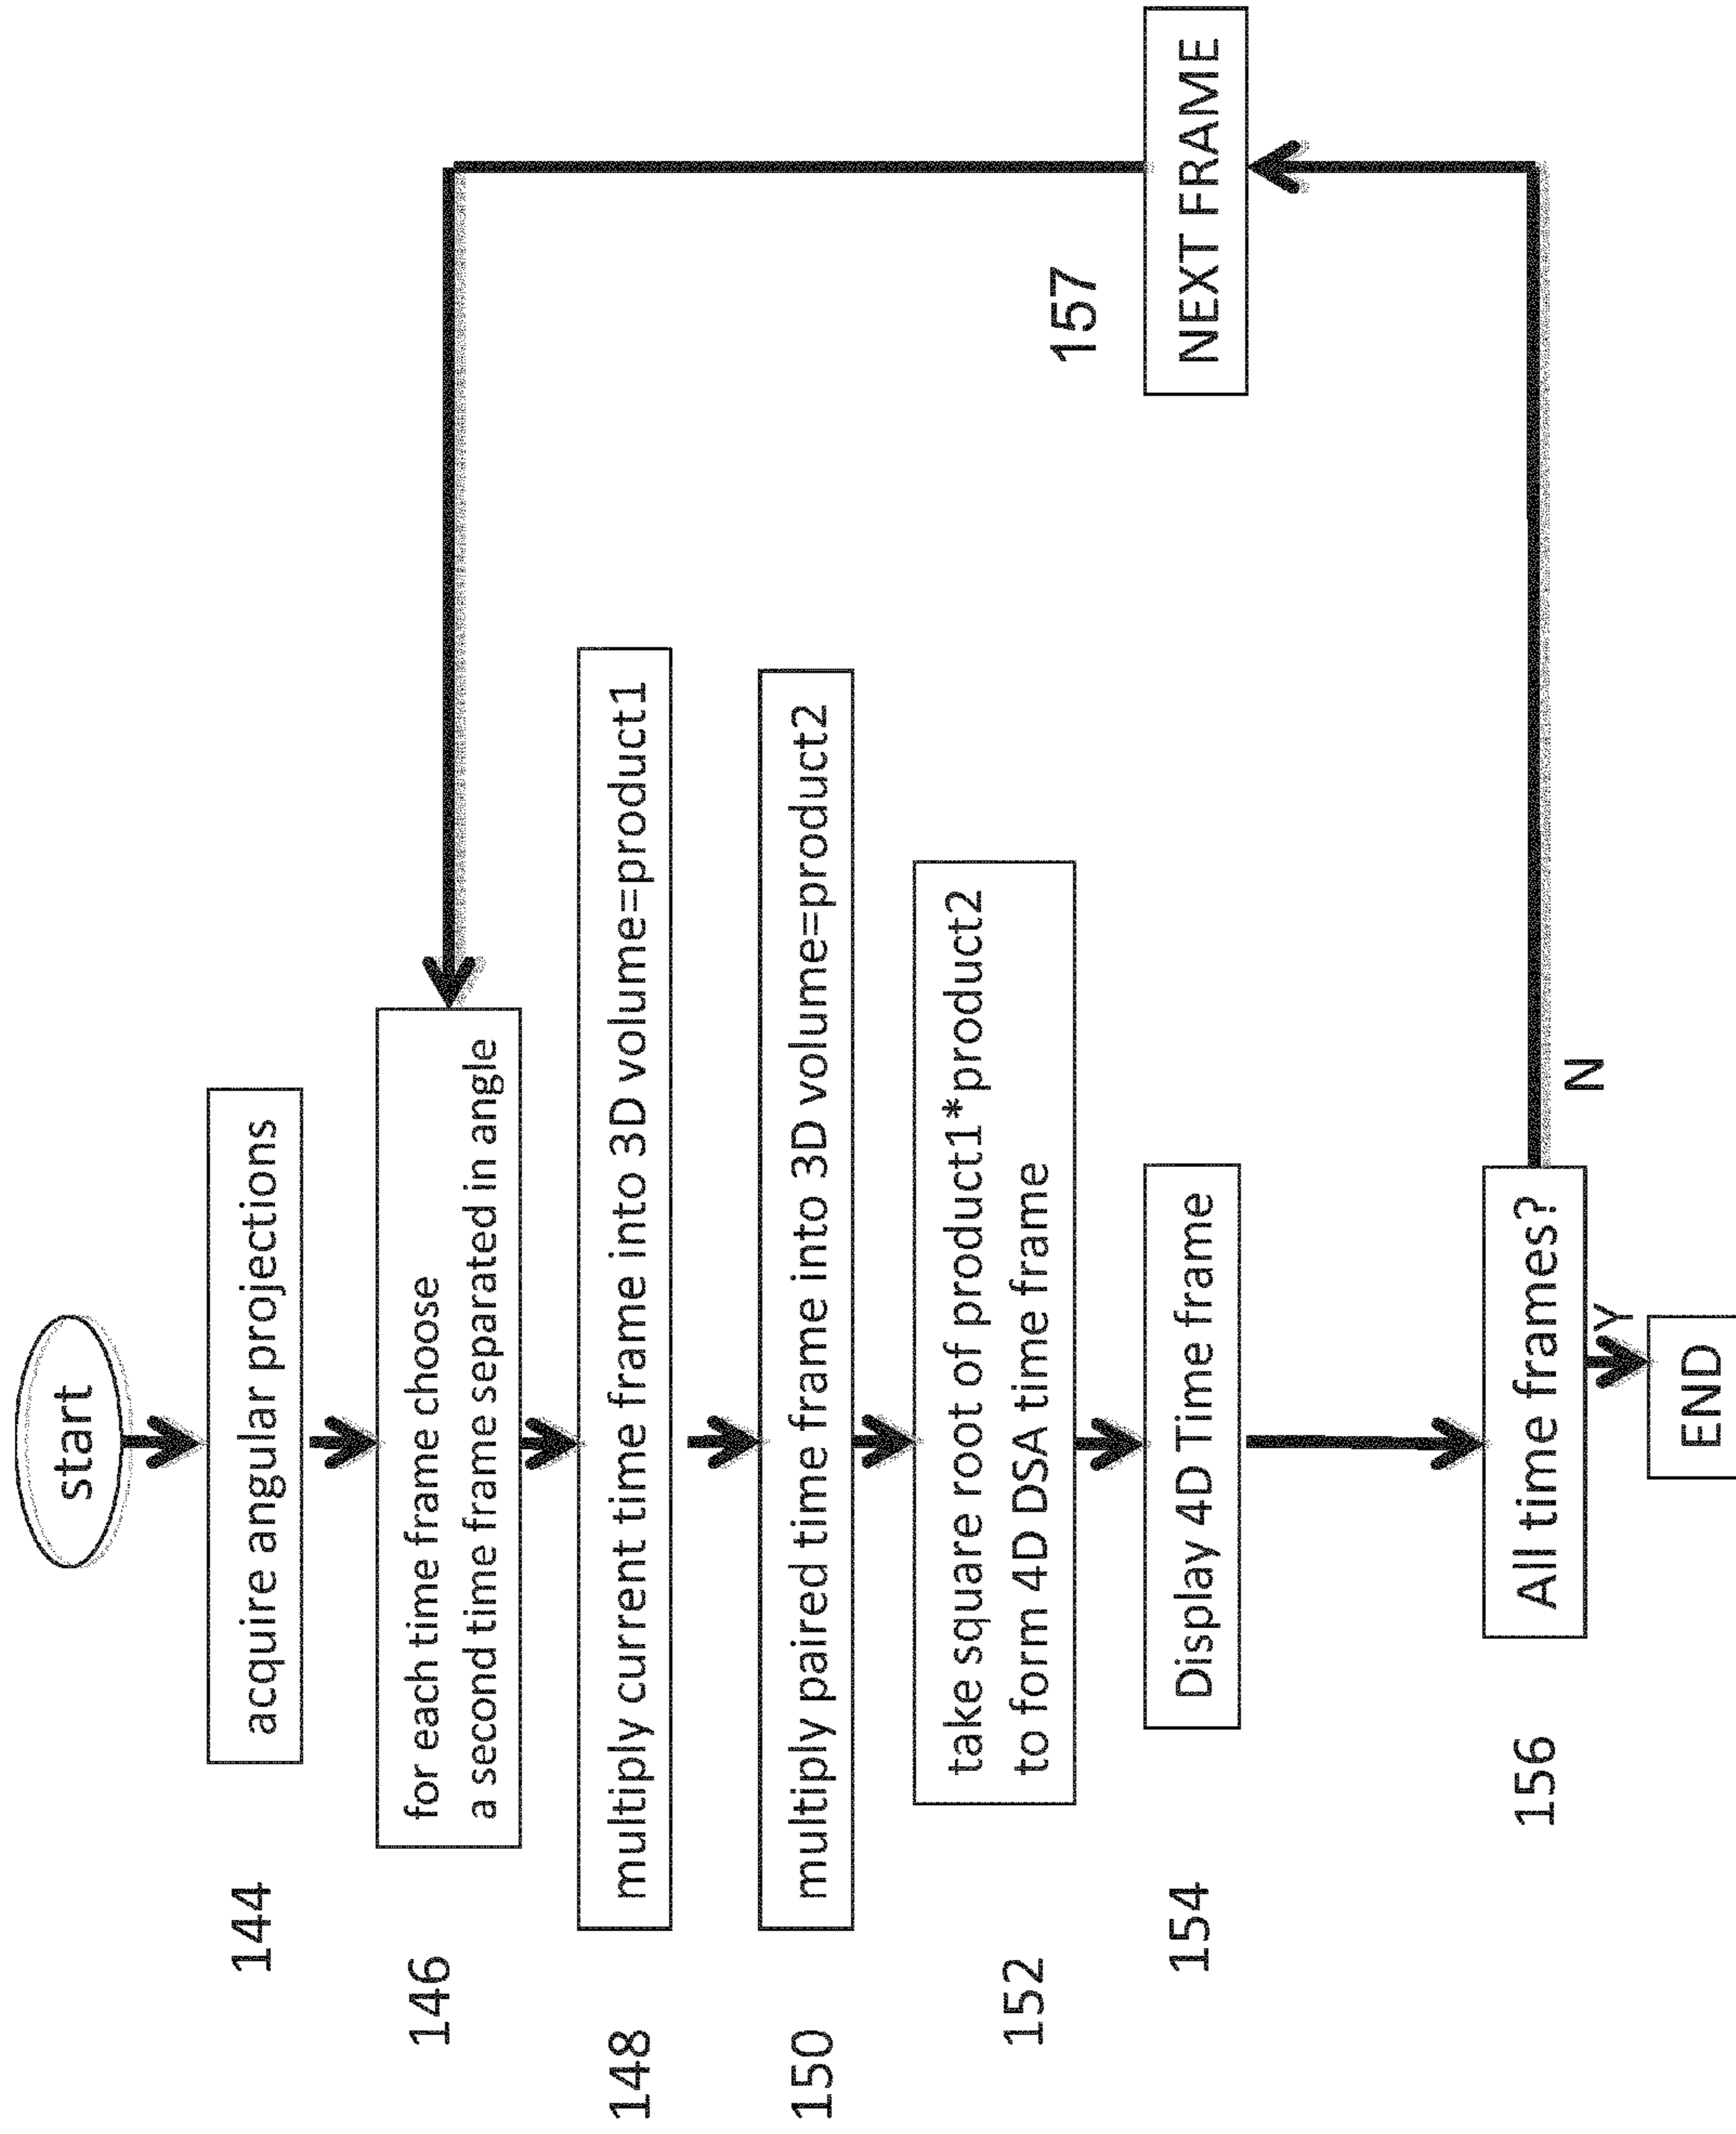 start
144
acquire angular projections
146
for each time frame choose
a second time frame separated in angle
148
multiply current time frame into 3D volume=product1
150
multiply paired time frame into 3D volume=product2
152
take square root of product1*product2
to form 4D DSA time frame
154
Display 4D Time frame
156
All time frames?
N
Y
END
157
NEXT FRAME